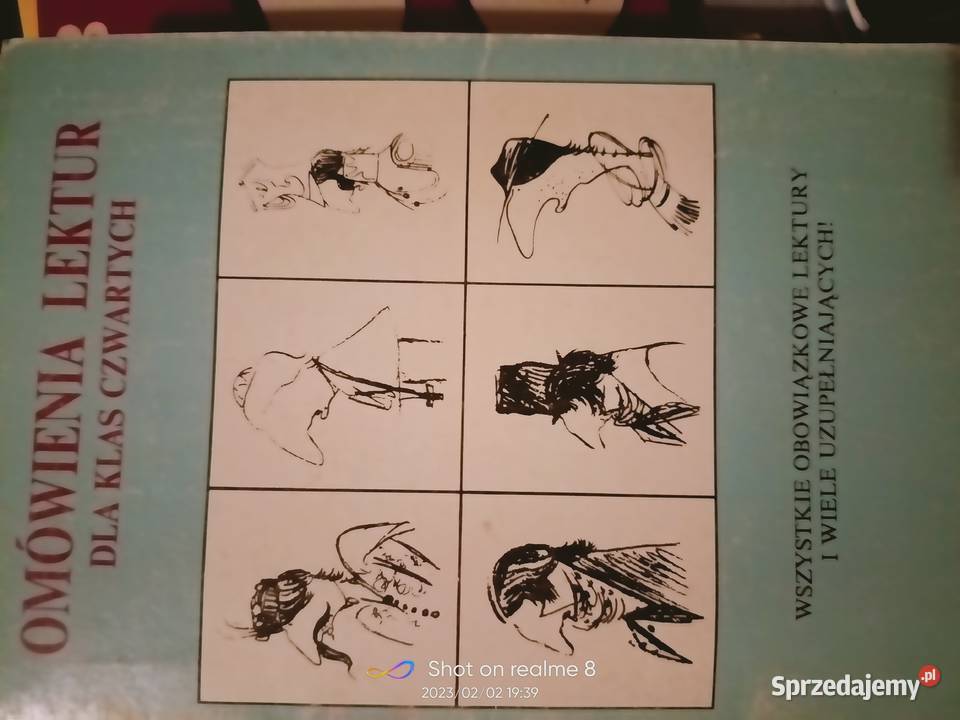 OMÓWIENIA LEKTUR
DLA KLAS CZWARTYCH
WSZYSTKIE OBOWIĄZKOWE LEKTURY
I WIELE UZUPEŁNIAJĄCYCH!
Shot on realme 8
2023/02/02 19:39
Sprzedajemy.pl